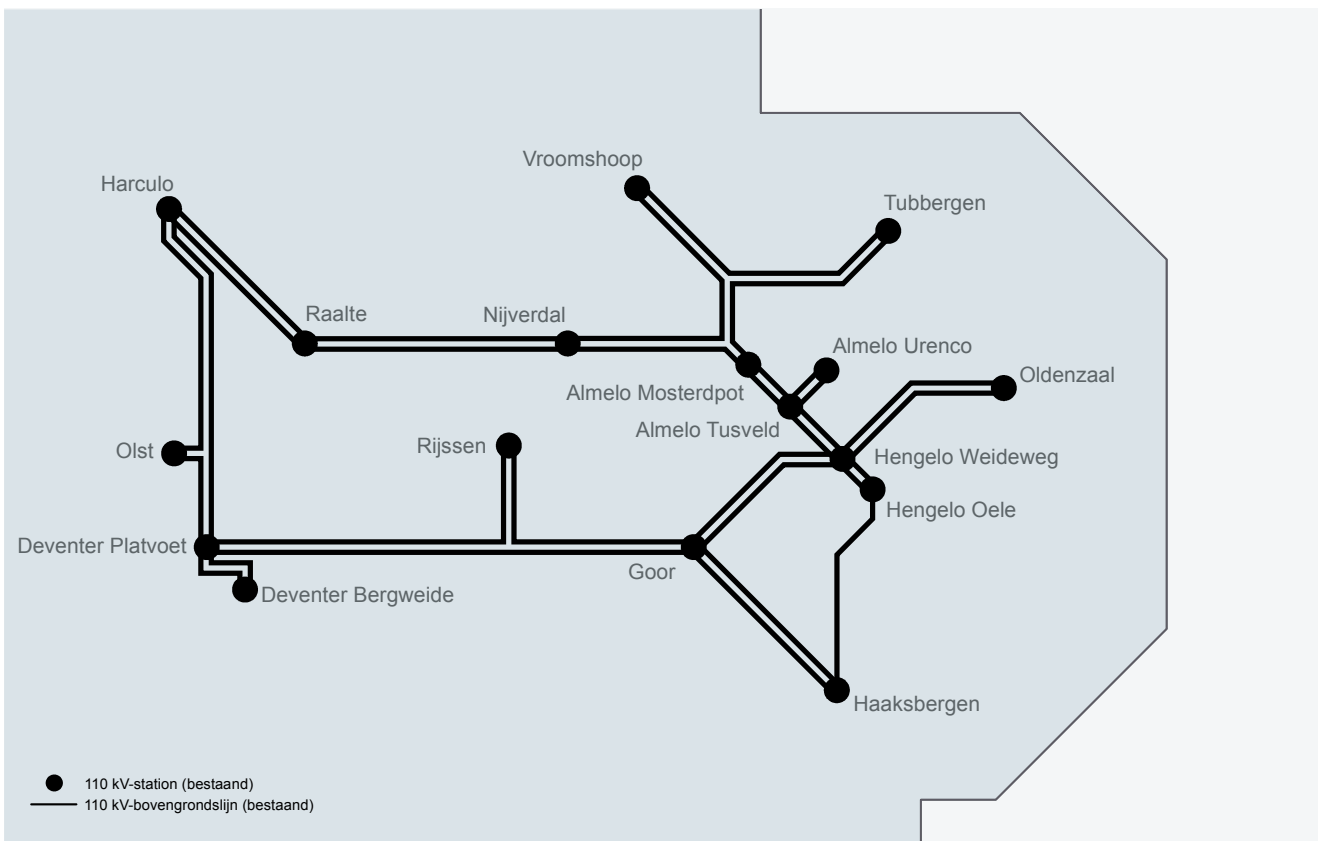 Vroomshoop
Harculo
Tubbergen
Raalte
Nijverdal
Almelo Urenco
Oldenzaal
Almelo Mosterdpot
Almelo Tusveld
Rijssen
Olst
Hengelo Weideweg
Hengelo Oele
Deventer Platvoet
Goor
Deventer Bergweide
Haaksbergen
110 kV-station (bestaand)
110 kV-bovengrondslijn (bestaand)